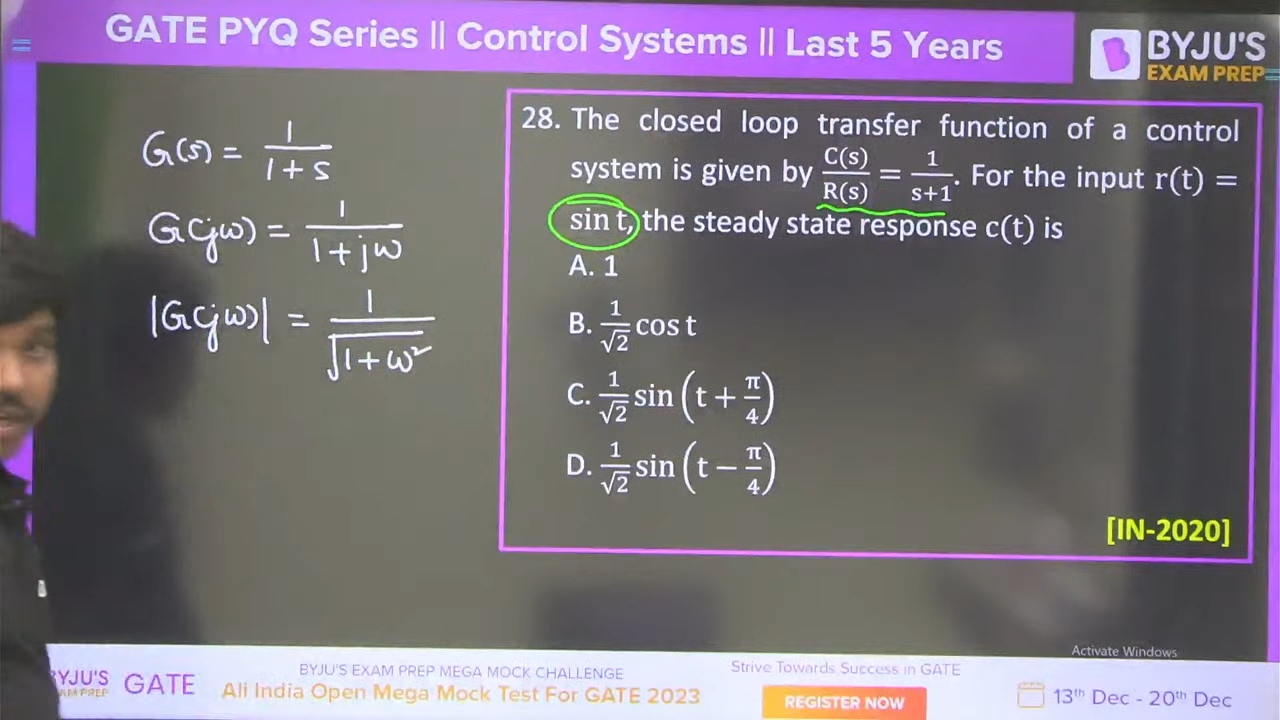 GATE PYQ Series || Control Systems || Last 5 Years
BYJU'S
EXAM PREP
G(s) = 1/(1+s)
G(jω) = 1/(1+jω)
|G(jω)| = 1/√(1+ω²)
28. The closed loop transfer function of a control
system is given by C(s)/R(s) = 1/(s+1). For the input r(t) =
sin t, the steady state response c(t) is
A. 1
B. 1/√2 cos t
C. 1/√2 sin (t + π/4)
D. 1/√2 sin (t − π/4)
[IN-2020]
Activate Windows
BYJU'S
EXAM PREP
GATE
BYJU'S EXAM PREP MEGA MOCK CHALLENGE
All India Open Mega Mock Test For GATE 2023
Strive Towards Success in GATE
REGISTER NOW
13th Dec - 20th Dec